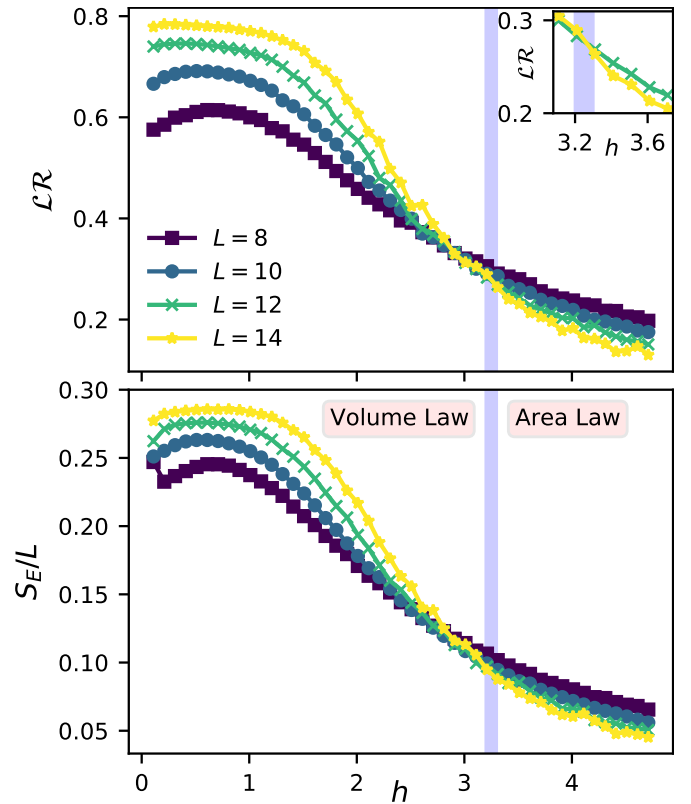 0.8
0.6
0.4
0.2
ℒℛ
L = 8
L = 10
L = 12
L = 14
0.3
0.2
ℒℛ
3.2
h
3.6
0.30
0.25
0.20
0.15
0.10
0.05
S_E/L
Volume Law
Area Law
0
1
2
3
4
h